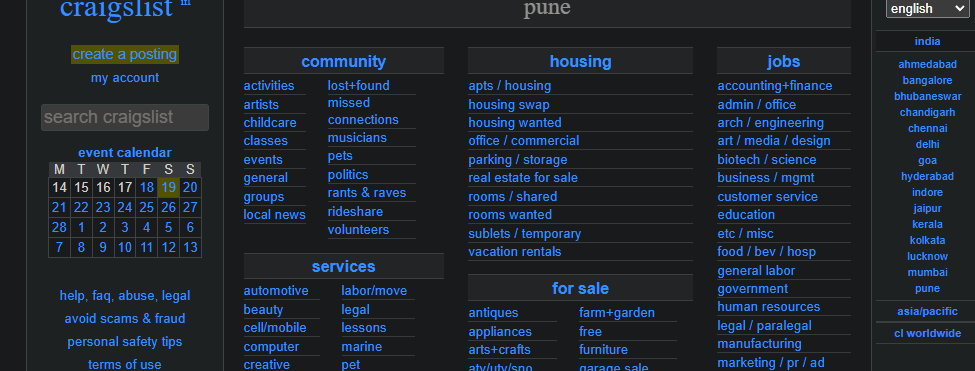 craigslist in
create a posting
my account
search craigslist
event calendar
M T W T F S S
14 15 16 17 18 19 20
21 22 23 24 25 26 27
28 1 2 3 4 5 6
7 8 9 10 11 12 13
help, faq, abuse, legal
avoid scams & fraud
personal safety tips
terms of use
pune
community
activities
artists
childcare
classes
events
general
groups
local news
lost+found
missed
connections
musicians
pets
politics
rants & raves
rideshare
volunteers
services
automotive
beauty
cell/mobile
computer
creative
labor/move
legal
lessons
marine
pet
housing
apts / housing
housing swap
housing wanted
office / commercial
parking / storage
real estate for sale
rooms / shared
rooms wanted
sublets / temporary
vacation rentals
for sale
antiques
appliances
arts+crafts
atv/utv/sno
farm+garden
free
furniture
garage sale
jobs
accounting+finance
admin / office
arch / engineering
art / media / design
biotech / science
business / mgmt
customer service
education
etc / misc
food / bev / hosp
general labor
government
human resources
legal / paralegal
manufacturing
marketing / pr / ad
english
india
ahmedabad
bangalore
bhubaneswar
chandigarh
chennai
delhi
goa
hyderabad
indore
jaipur
kerala
kolkata
lucknow
mumbai
pune
asia/pacific
cl worldwide